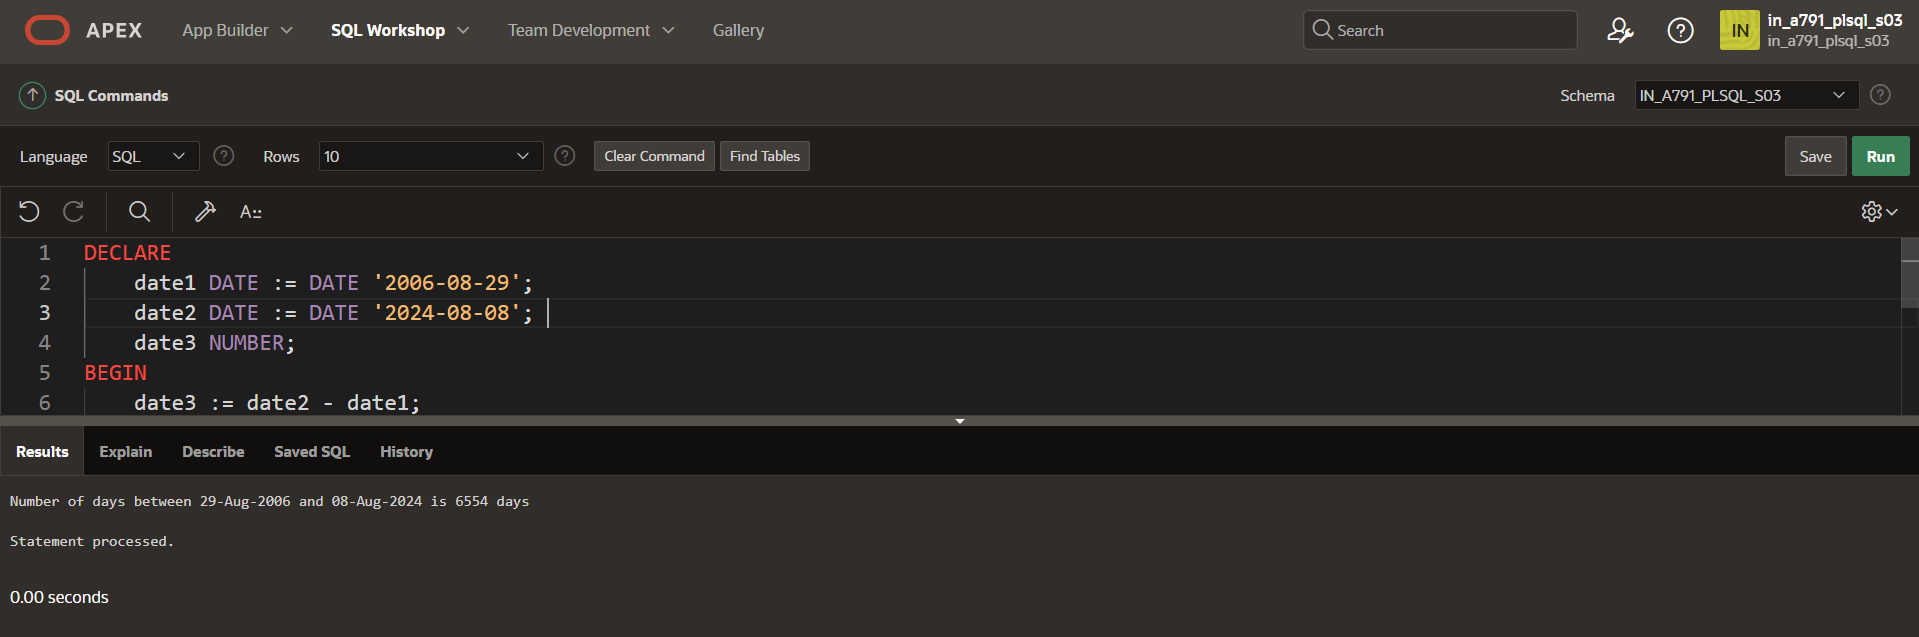 APEX App Builder SQL Workshop Team Development Gallery Search IN in_a791_plsql_s03
in_a791_plsql_s03
SQL Commands Schema IN_A791_PLSQL_S03
Language SQL Rows 10 Clear Command Find Tables Save Run
A::
1 DECLARE
2 date1 DATE := DATE '2006-08-29';
3 date2 DATE := DATE '2024-08-08';
4 date3 NUMBER;
5 BEGIN
6 date3 := date2 - date1;
Results Explain Describe Saved SQL History
Number of days between 29-Aug-2006 and 08-Aug-2024 is 6554 days
Statement processed.
0.00 seconds